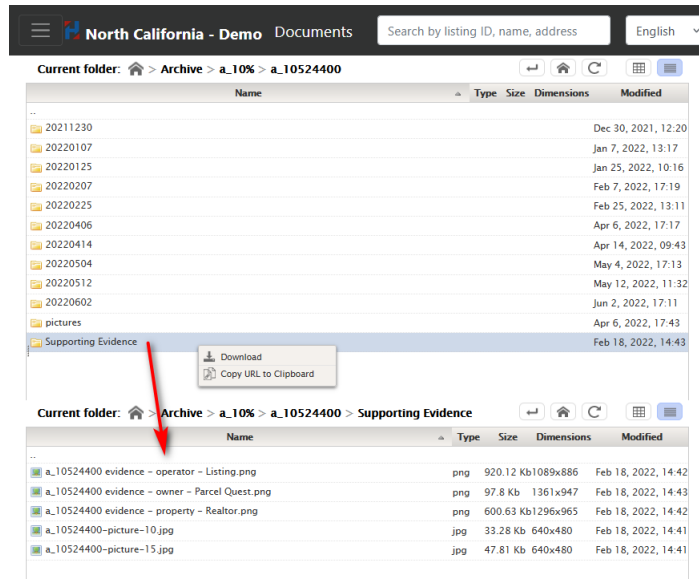 North California - Demo Documents Search by listing ID, name, address English
Current folder: > Archive > a_10% > a_10524400
Name Type Size Dimensions Modified
..
20211230 Dec 30, 2021, 12:20
20220107 Jan 7, 2022, 13:17
20220125 Jan 25, 2022, 10:16
20220207 Feb 7, 2022, 17:19
20220225 Feb 25, 2022, 13:11
20220406 Apr 6, 2022, 17:17
20220414 Apr 14, 2022, 09:43
20220504 May 4, 2022, 17:13
20220512 May 12, 2022, 11:32
20220602 Jun 2, 2022, 17:11
pictures Apr 6, 2022, 17:43
Supporting Evidence Feb 18, 2022, 14:43
Download
Copy URL to Clipboard
Current folder: > Archive > a_10% > a_10524400 > Supporting Evidence
Name Type Size Dimensions Modified
..
a_10524400 evidence - operator - Listing.png png 920.12 Kb 1089x886 Feb 18, 2022, 14:42
a_10524400 evidence - owner - Parcel Quest.png png 97.8 Kb 1361x947 Feb 18, 2022, 14:43
a_10524400 evidence - property - Realtor.png png 600.63 Kb 1296x965 Feb 18, 2022, 14:42
a_10524400-picture-10.jpg jpg 33.28 Kb 640x480 Feb 18, 2022, 14:41
a_10524400-picture-15.jpg jpg 47.81 Kb 640x480 Feb 18, 2022, 14:41